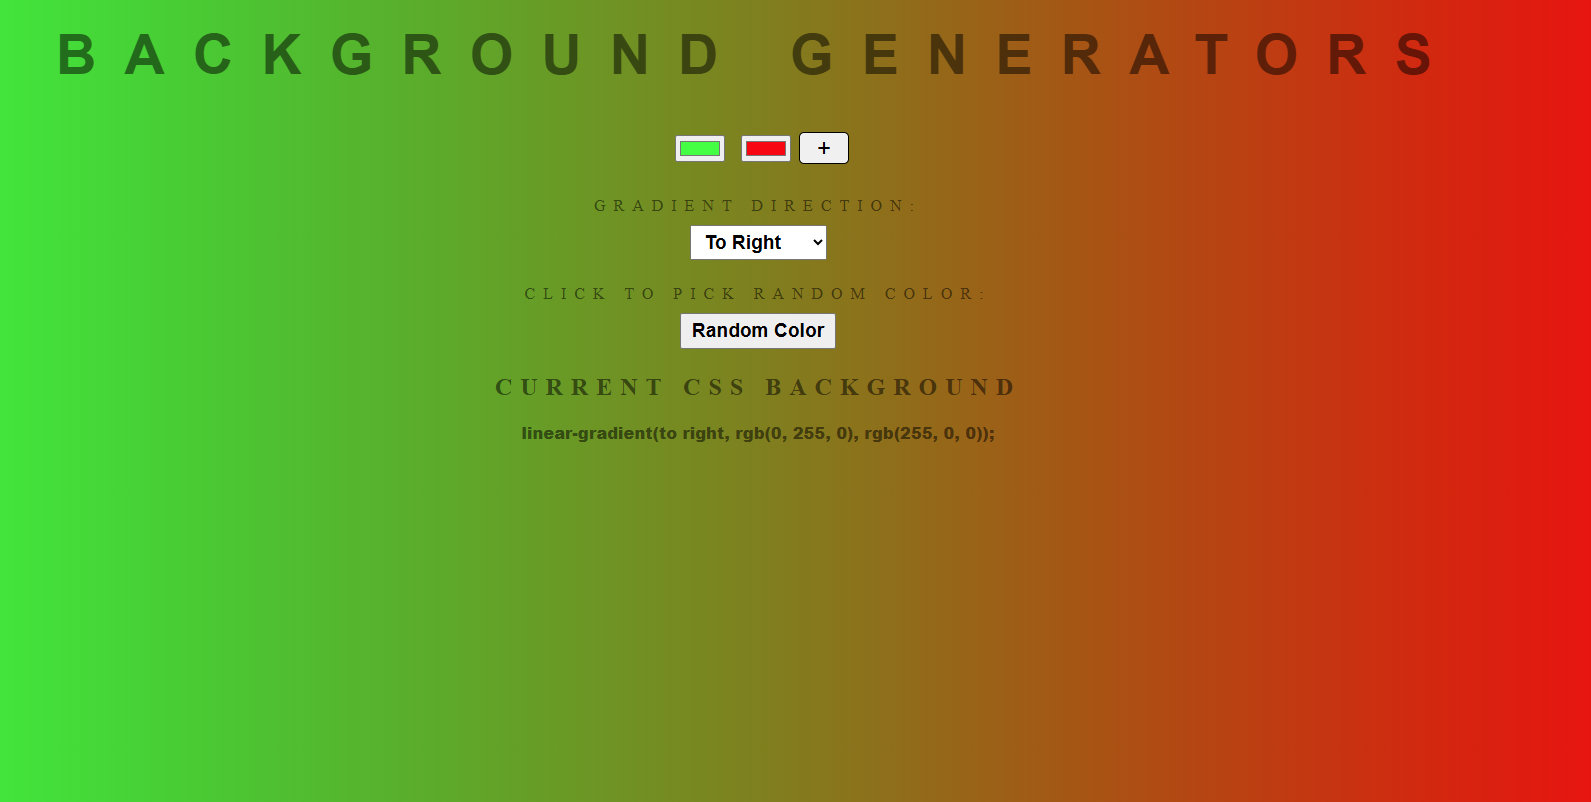 BACKGROUND GENERATORS
+
GRADIENT DIRECTION:
To Right
CLICK TO PICK RANDOM COLOR:
Random Color
CURRENT CSS BACKGROUND
linear-gradient(to right, rgb(0, 255, 0), rgb(255, 0, 0));